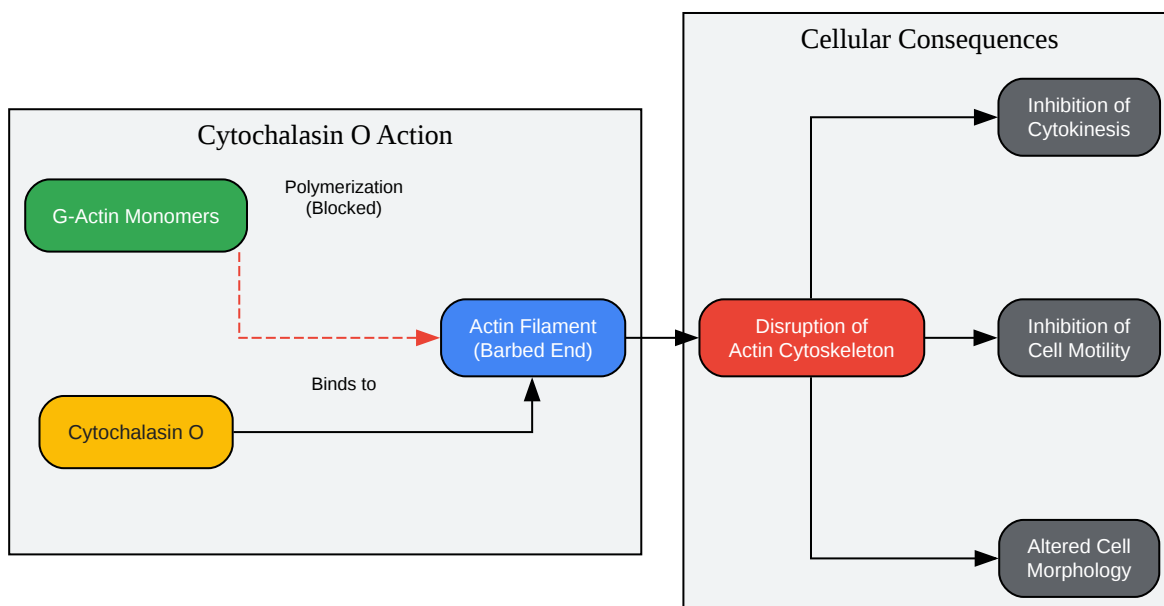 Cytochalasin O Action
G-Actin Monomers
Polymerization
(Blocked)
Actin Filament
(Barbed End)
Binds to
Cytochalasin O
Cellular Consequences
Inhibition of
Cytokinesis
Disruption of
Actin Cytoskeleton
Inhibition of
Cell Motility
Altered Cell
Morphology